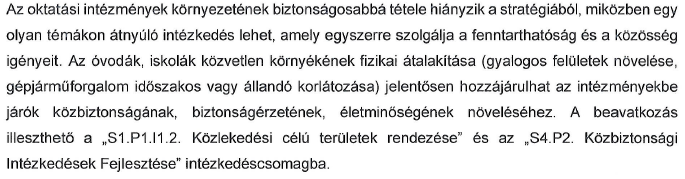 Az oktatási intézmények környezetének biztonságosabbá tétele hiányzik a stratégiából, miközben egy
olyan témákon átnyúló intézkedés lehet, amely egyszerre szolgálja a fenntarthatóság és a közösség
igényeit. Az óvodák, iskolák közvetlen környékének fizikai átalakítása (gyalogos felületek növelése,
gépjárműforgalom időszakos vagy állandó korlátozása) jelentősen hozzájárulhat az intézményekbe
járók közbiztonságának, biztonságérzetének, életminőségének növeléséhez. A beavatkozás
illeszthető a „S1.P1.I1.2. Közlekedési célú területek rendezése” és az „S4.P2. Közbiztonsági
Intézkedések Fejlesztése” intézkedéscsomagba.